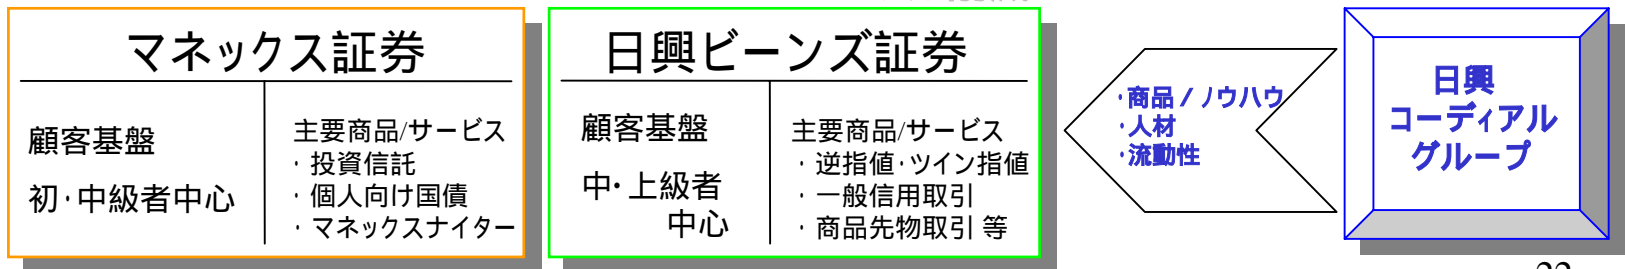 マネックス証券
顧客基盤
初・中級者中心
主要商品/サービス
・投資信託
・個人向け国債
・マネックスナイター
日興ビーンズ証券
顧客基盤
中・上級者
中心
主要商品/サービス
・逆指値・ツイン指値
・一般信用取引
・商品先物取引 等
・商品/ノウハウ
・人材
・流動性
日興
コーディアル
グループ